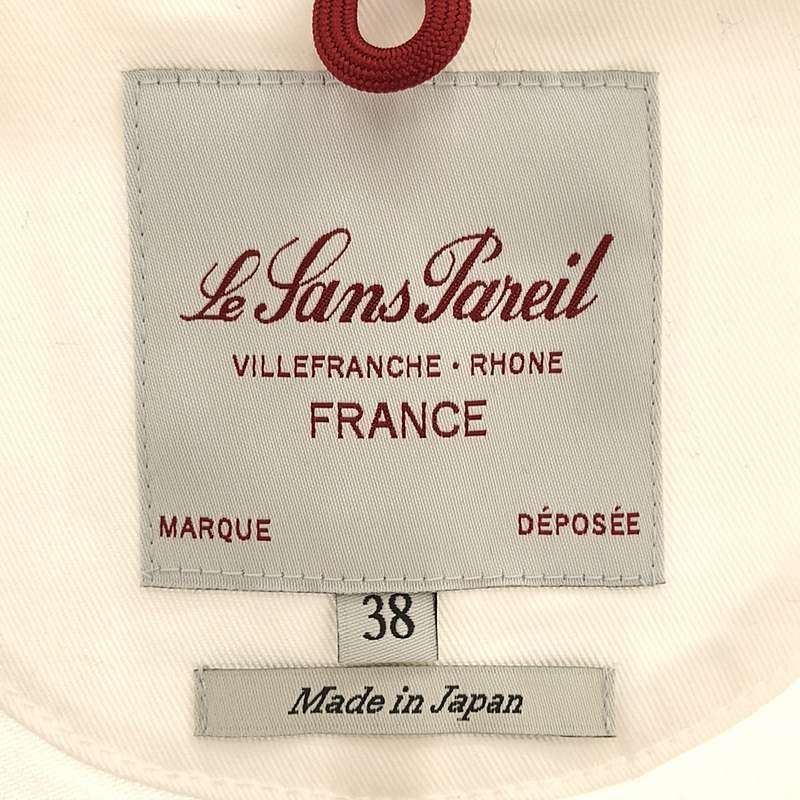 Le Sans Pareil
VILLEFRANCHE · RHONE
FRANCE
MARQUE DÉPOSÉE
38
Made in Japan